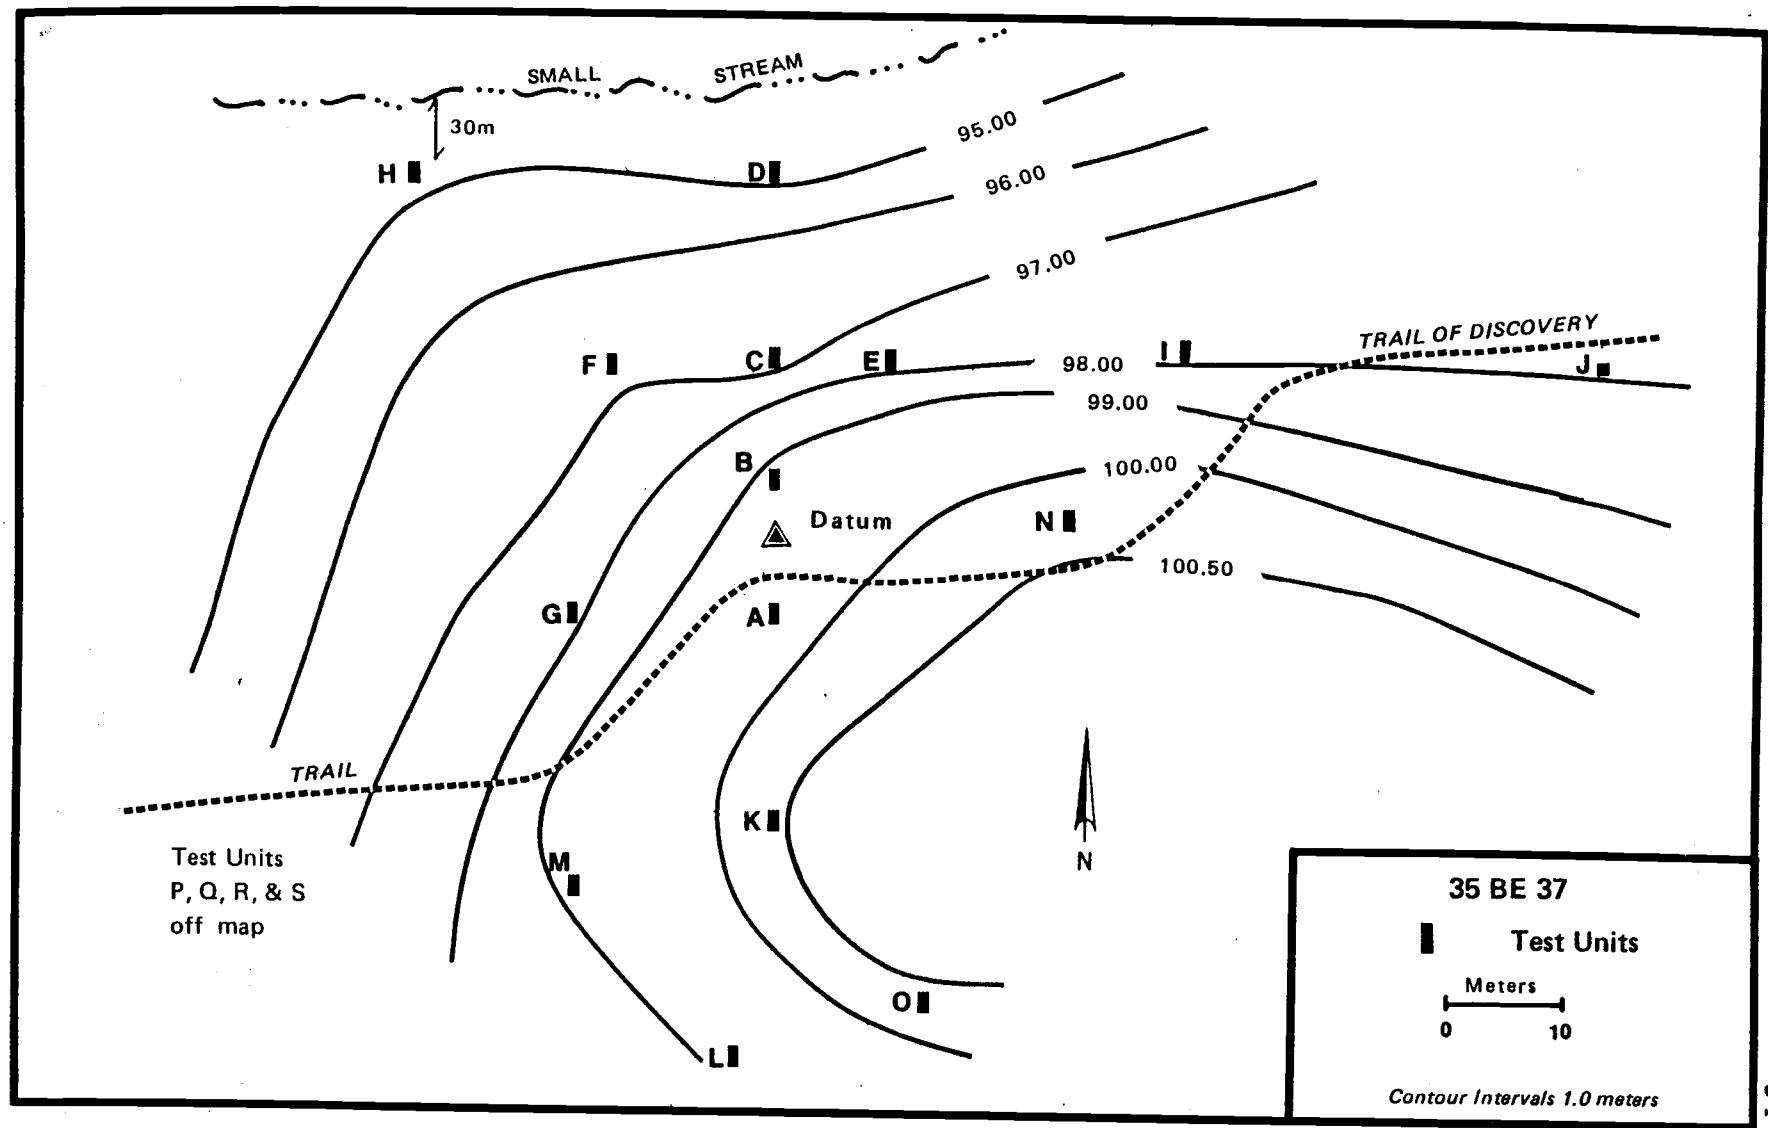 SMALL STREAM
30m
95.00
H
D
96.00
97.00
TRAIL OF DISCOVERY
F
C
E
98.00
I
J
99.00
B
100.00
Datum
N
100.50
G
A
TRAIL
K
N
M
Test Units
P, Q, R, & S
off map
O
L
35 BE 37
Test Units
Meters
0 10
Contour Intervals 1.0 meters